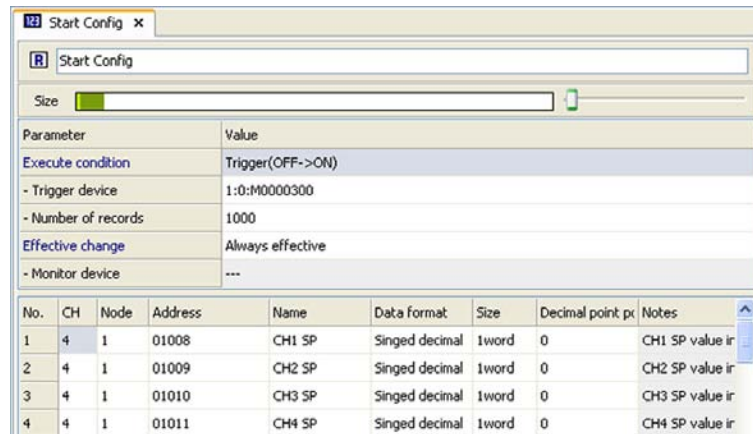 123 Start Config x
R Start Config
Size
Parameter Value
Execute condition Trigger(OFF->ON)
- Trigger device 1:0:M0000300
- Number of records 1000
Effective change Always effective
- Monitor device ---
No. CH Node Address Name Data format Size Decimal point Notes
1 4 1 01008 CH1 SP Singed decimal 1word 0 CH1 SP value
2 4 1 01009 CH2 SP Singed decimal 1word 0 CH2 SP value
3 4 1 01010 CH3 SP Singed decimal 1word 0 CH3 SP value
4 4 1 01011 CH4 SP Singed decimal 1word 0 CH4 SP value